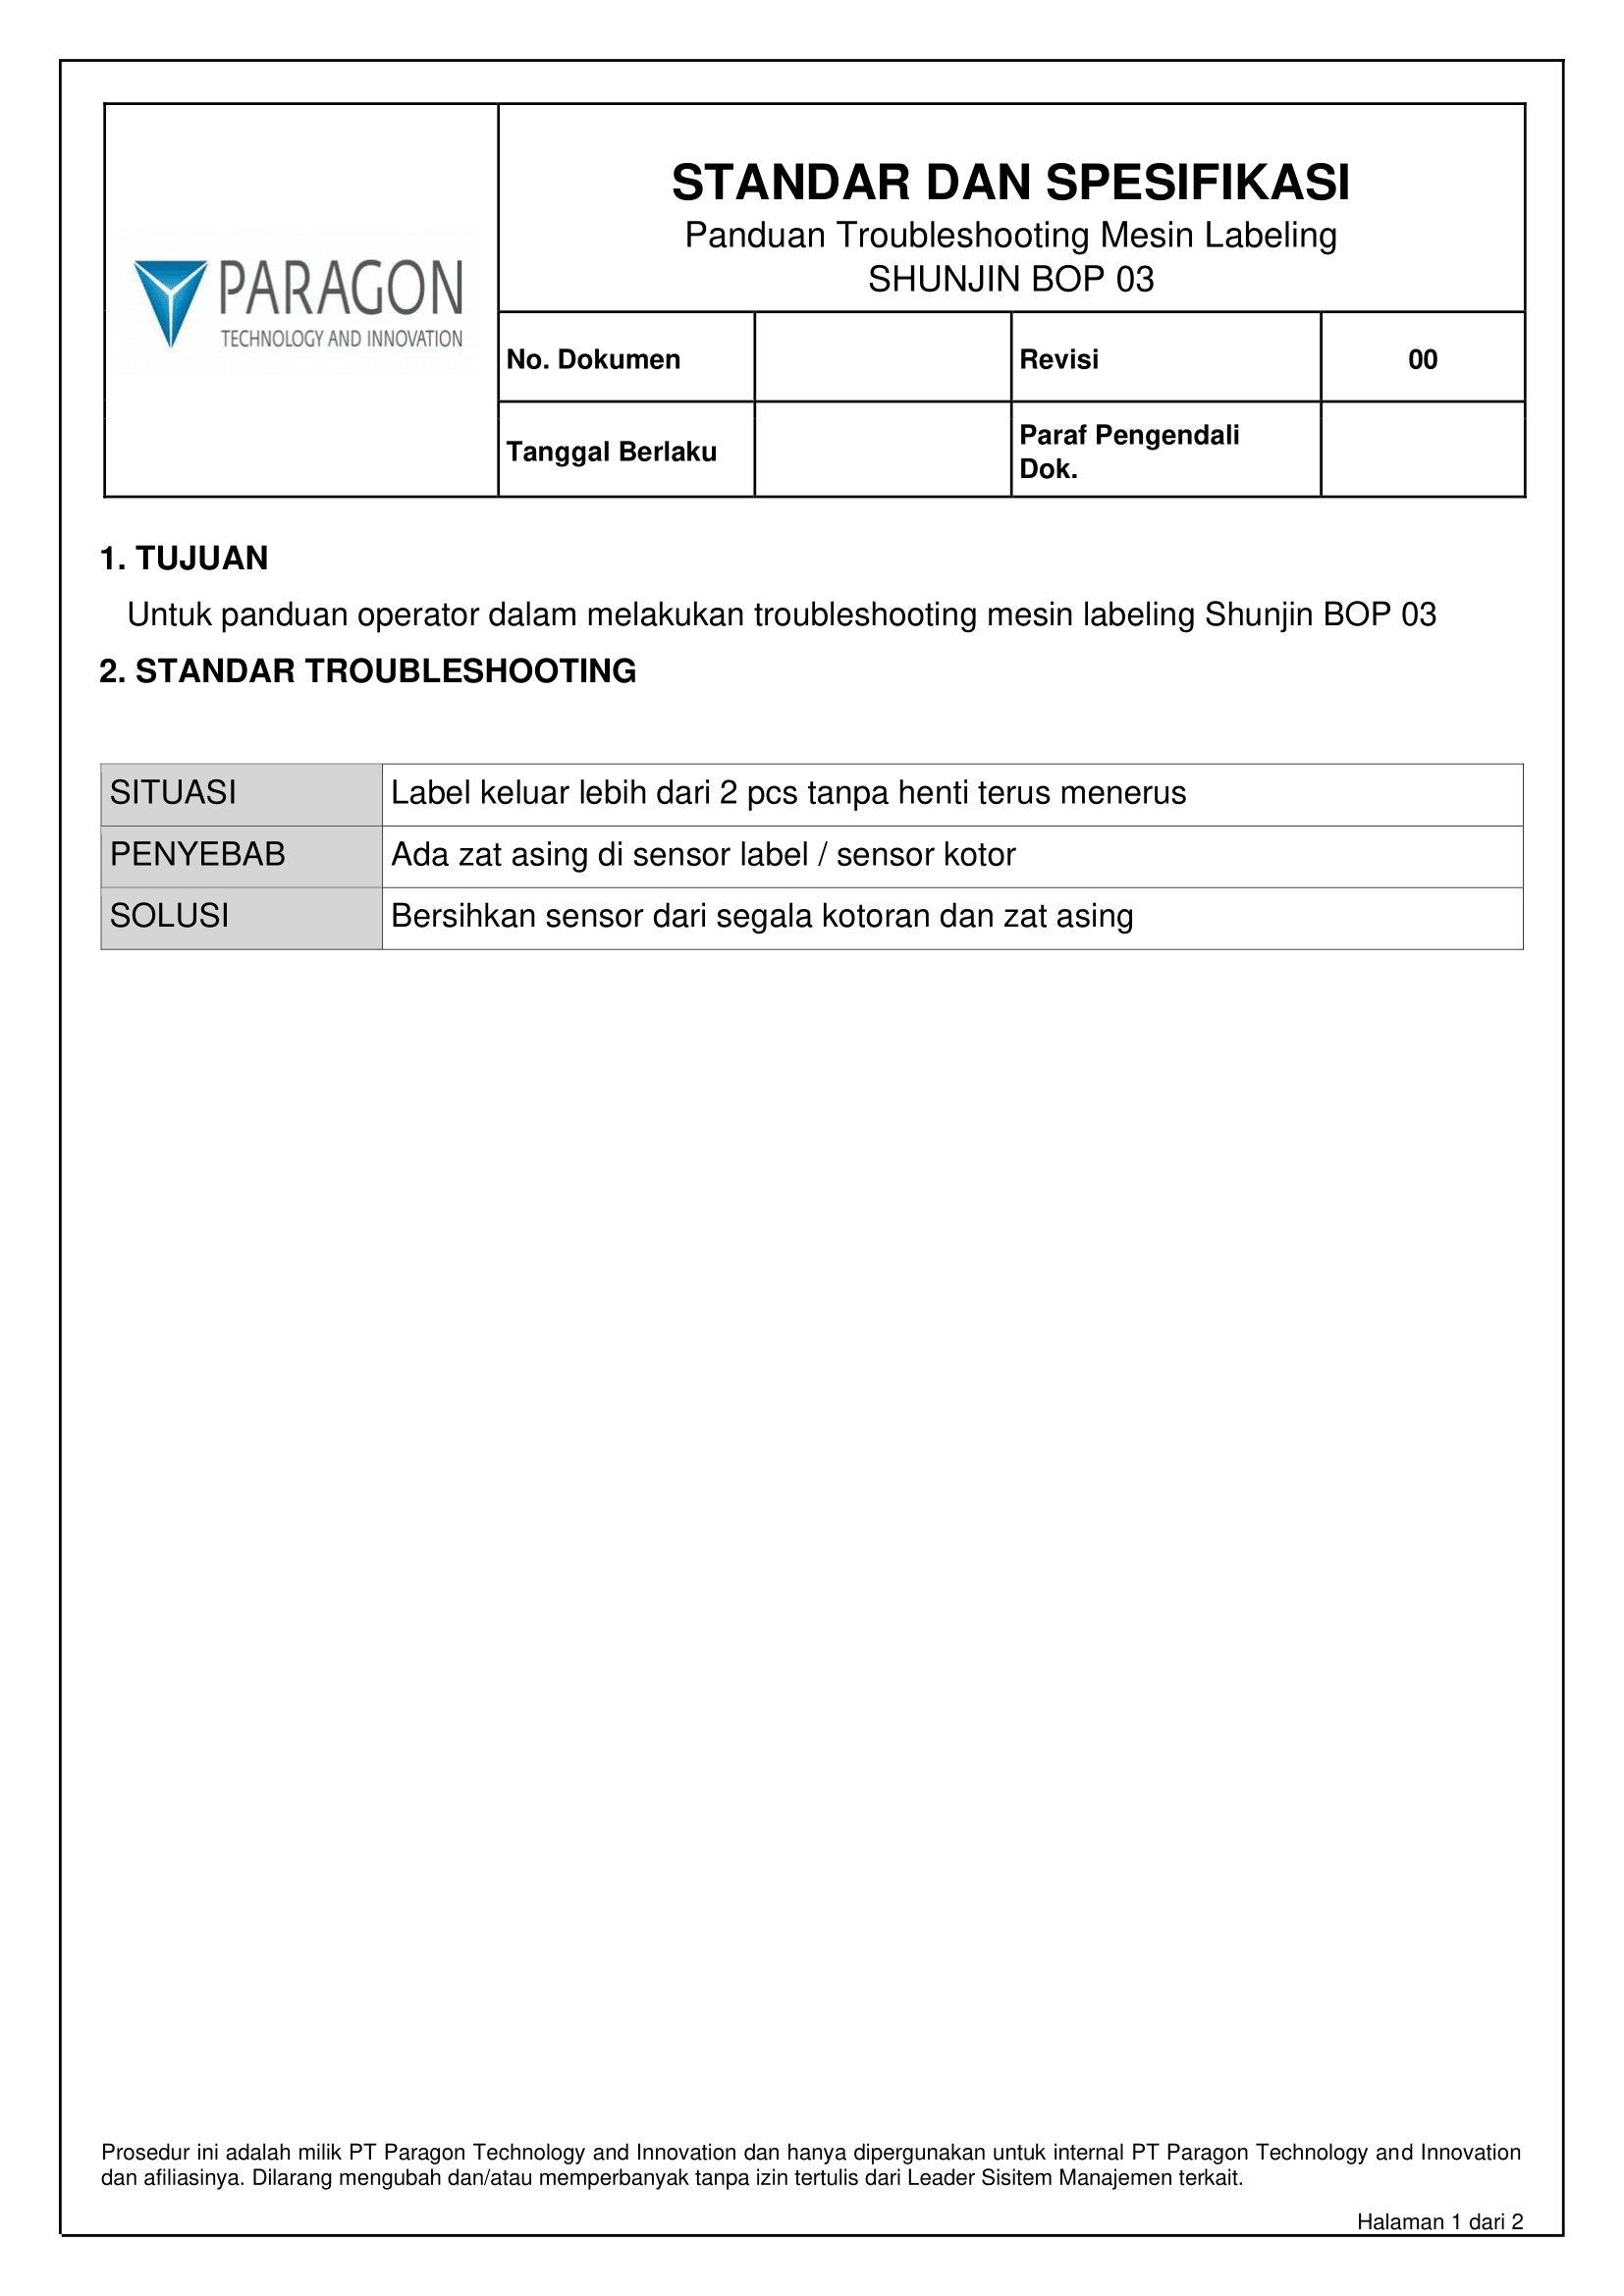 STANDAR DAN SPESIFIKASI
Panduan Troubleshooting Mesin Labeling
SHUNJIN BOP 03
PARAGON
TECHNOLOGY AND INNOVATION
No. Dokumen
Revisi
00
Tanggal Berlaku
Paraf Pengendali
Dok.
1. TUJUAN
Untuk panduan operator dalam melakukan troubleshooting mesin labeling Shunjin BOP 03
2. STANDAR TROUBLESHOOTING
SITUASI
Label keluar lebih dari 2 pcs tanpa henti terus menerus
PENYEBAB
Ada zat asing di sensor label / sensor kotor
SOLUSI
Bersihkan sensor dari segala kotoran dan zat asing
Prosedur ini adalah milik PT Paragon Technology and Innovation dan hanya dipergunakan untuk internal PT Paragon Technology and Innovation
dan afiliasinya. Dilarang mengubah dan/atau memperbanyak tanpa izin tertulis dari Leader Sisitem Manajemen terkait.
Halaman 1 dari 2